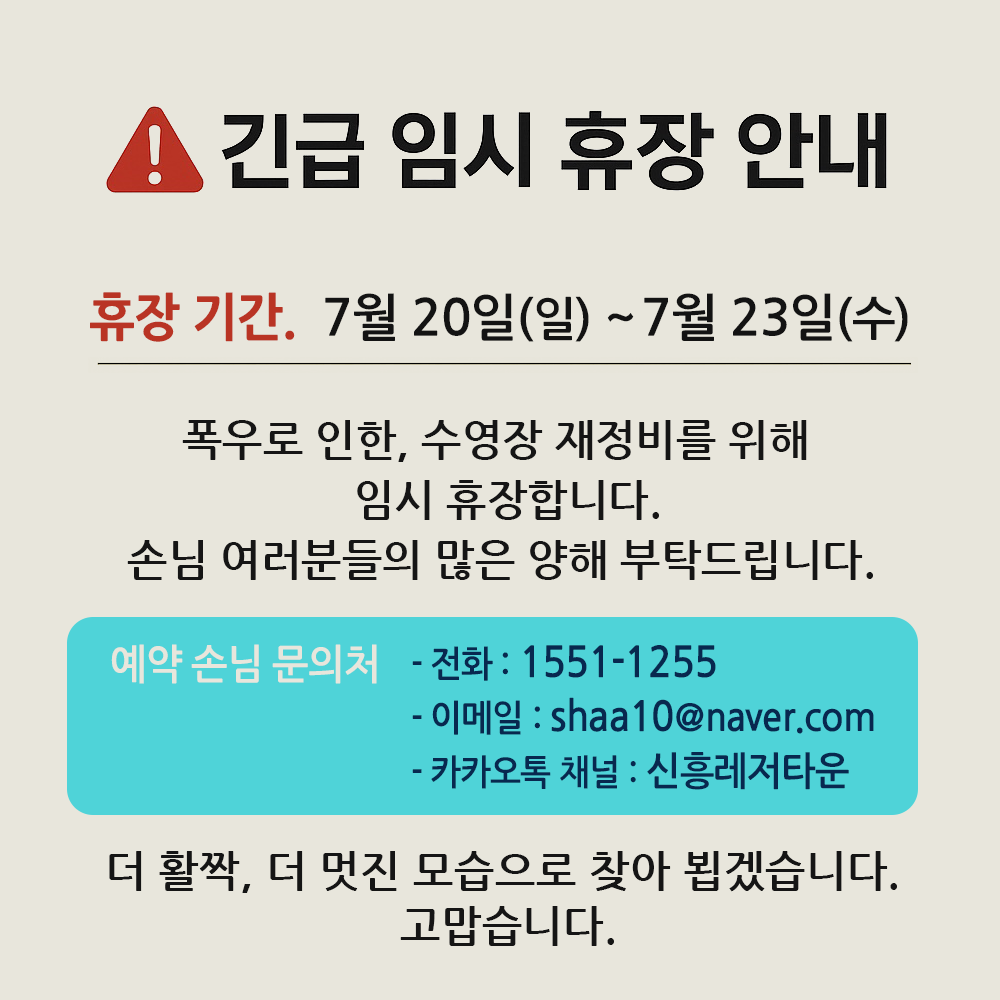 긴급 임시 휴장 안내
휴장 기간. 7월 20일(일) ~ 7월 23일(수)
폭우로 인한, 수영장 재정비를 위해
임시 휴장합니다.
손님 여러분들의 많은 양해 부탁드립니다.
예약 손님 문의처 - 전화 : 1551-1255
- 이메일 : shaa10@naver.com
- 카카오톡 채널 : 신흥레저타운
더 활짝, 더 멋진 모습으로 찾아 뵙겠습니다.
고맙습니다.